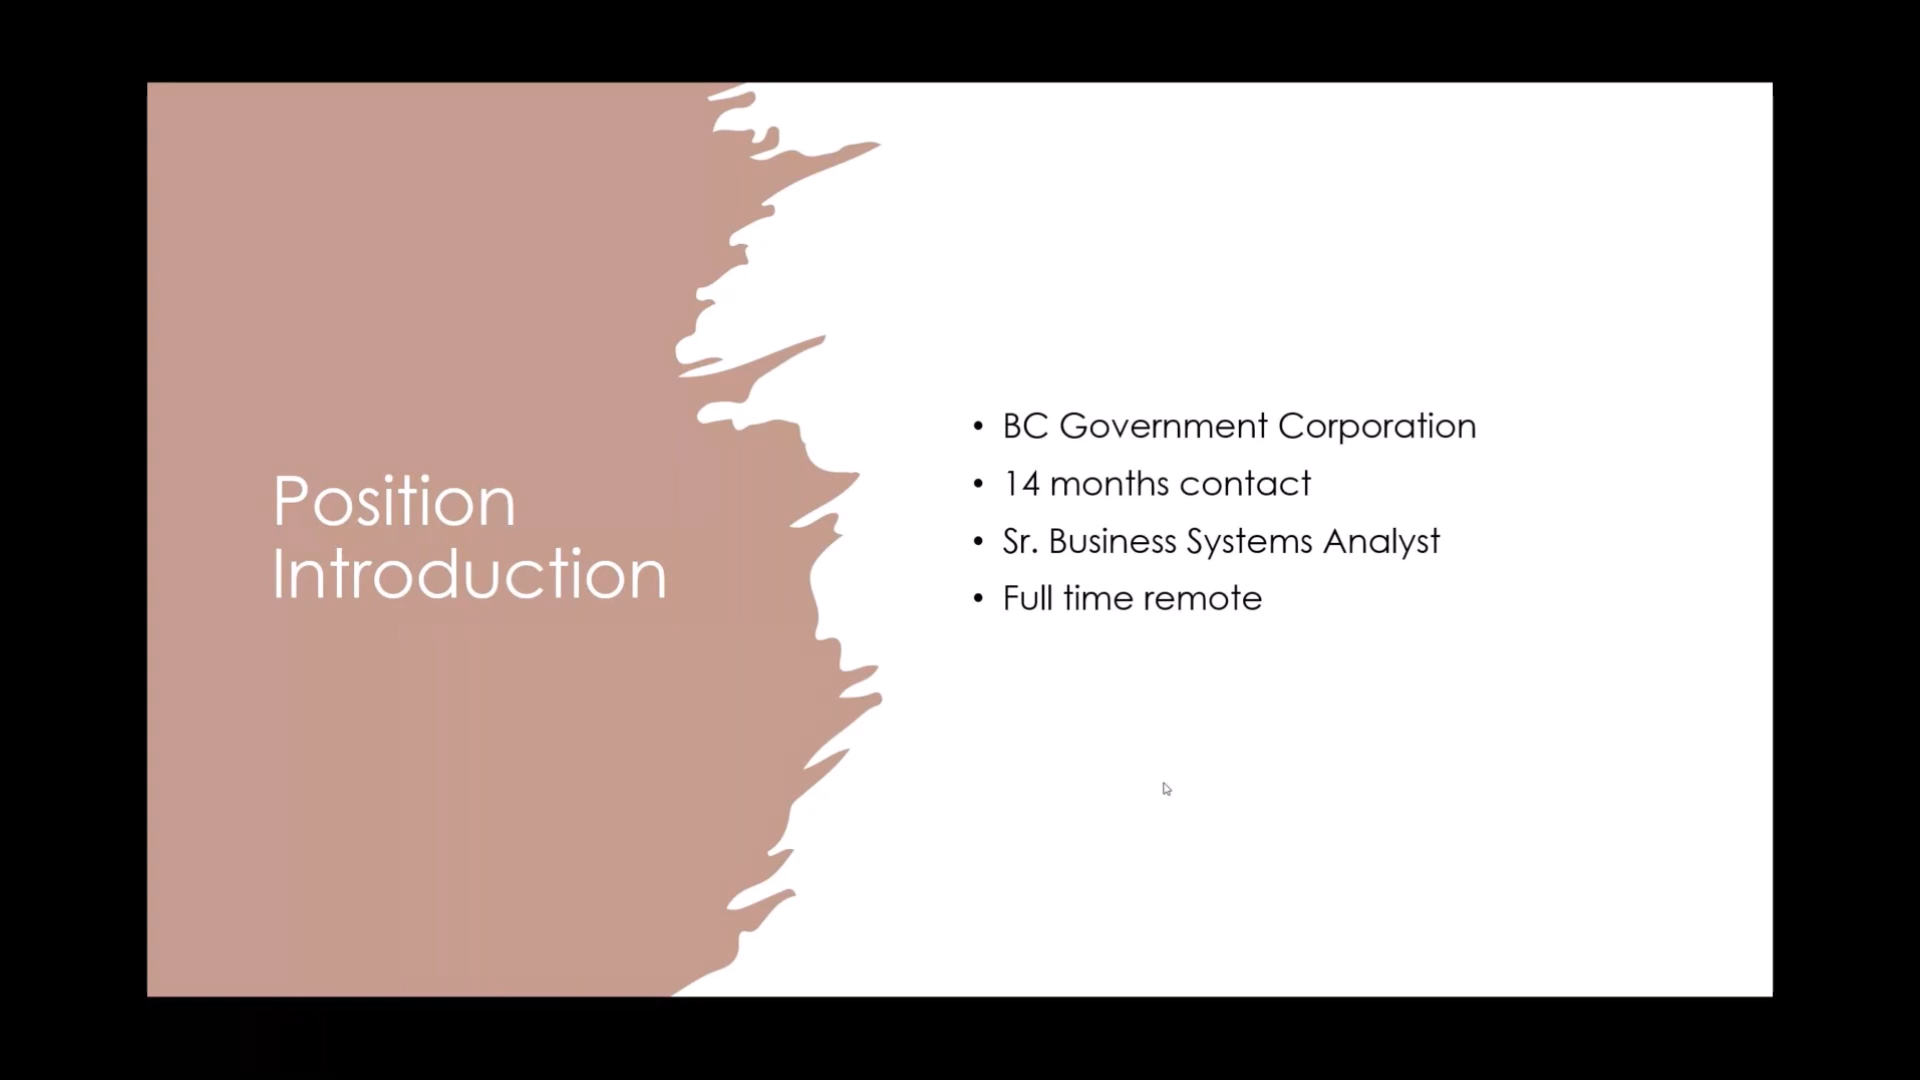 Position
Introduction
• BC Government Corporation
• 14 months contact
• Sr. Business Systems Analyst
• Full time remote